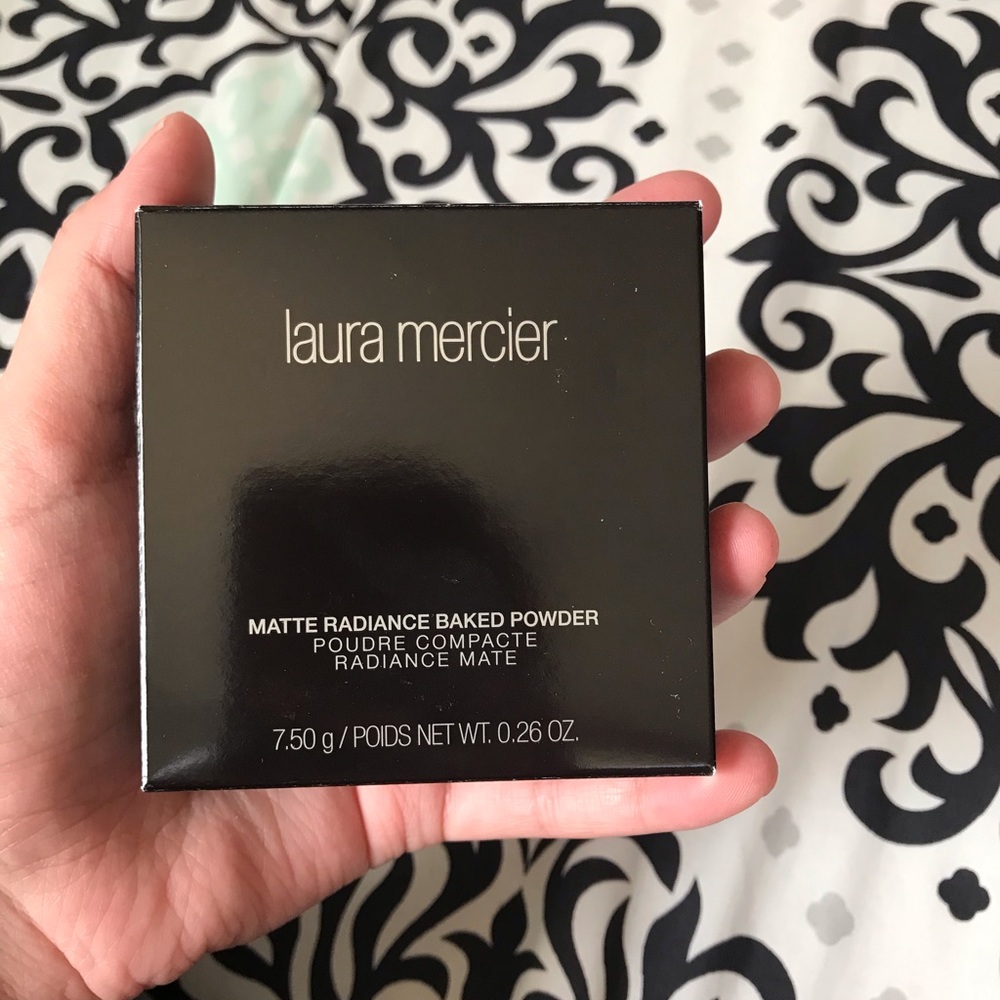 laura mercier
MATTE RADIANCE BAKED POWDER
POUDRE COMPACTE
RADIANCE MATE
7.50 g / POIDS NET WT. 0.26 OZ.